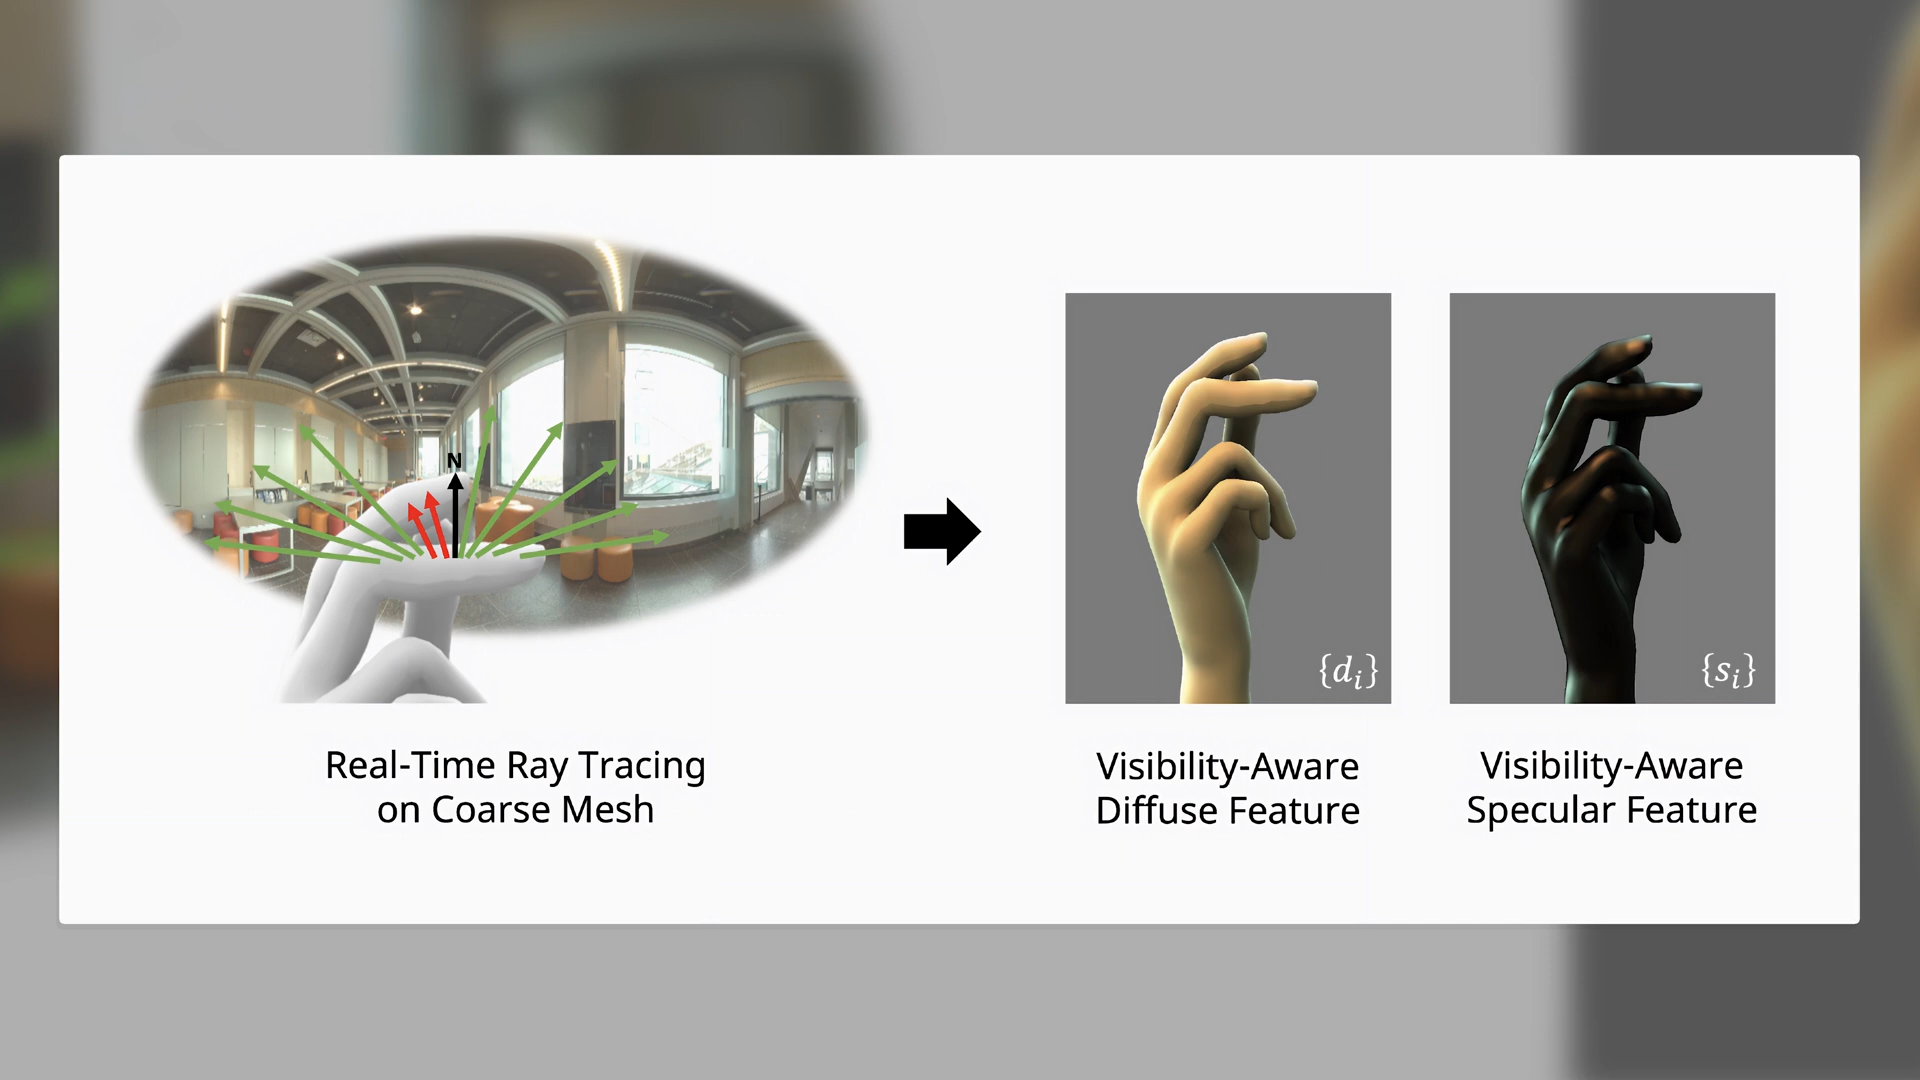 N
Real-Time Ray Tracing
on Coarse Mesh
{d_i}
Visibility-Aware
Diffuse Feature
{s_i}
Visibility-Aware
Specular Feature